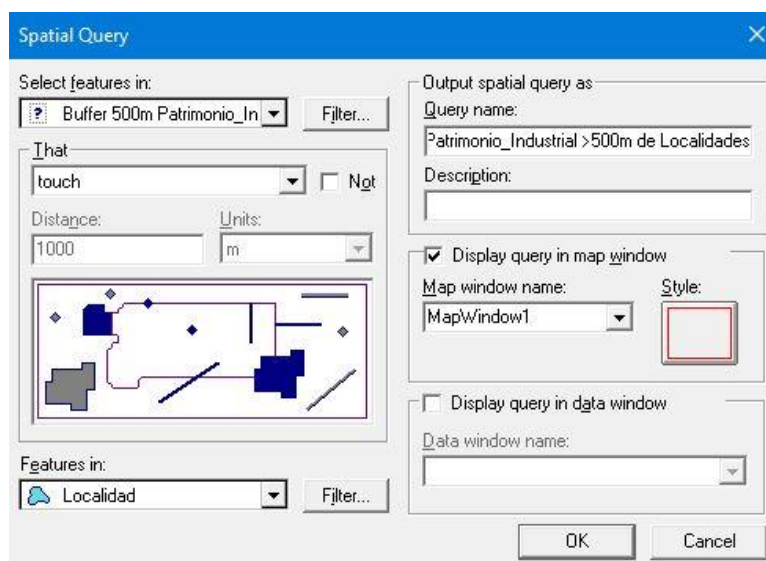 Spatial Query
Select features in:
Buffer 500m Patrimonio_In
Filter...
That
touch
Not
Distance:
Units:
1000
m
Features in:
Localidad
Filter...
Output spatial query as
Query name:
Patrimonio_Industrial >500m de Localidades
Description:
Display query in map window
Map window name:
Style:
MapWindow1
Display query in data window
Data window name:
OK
Cancel